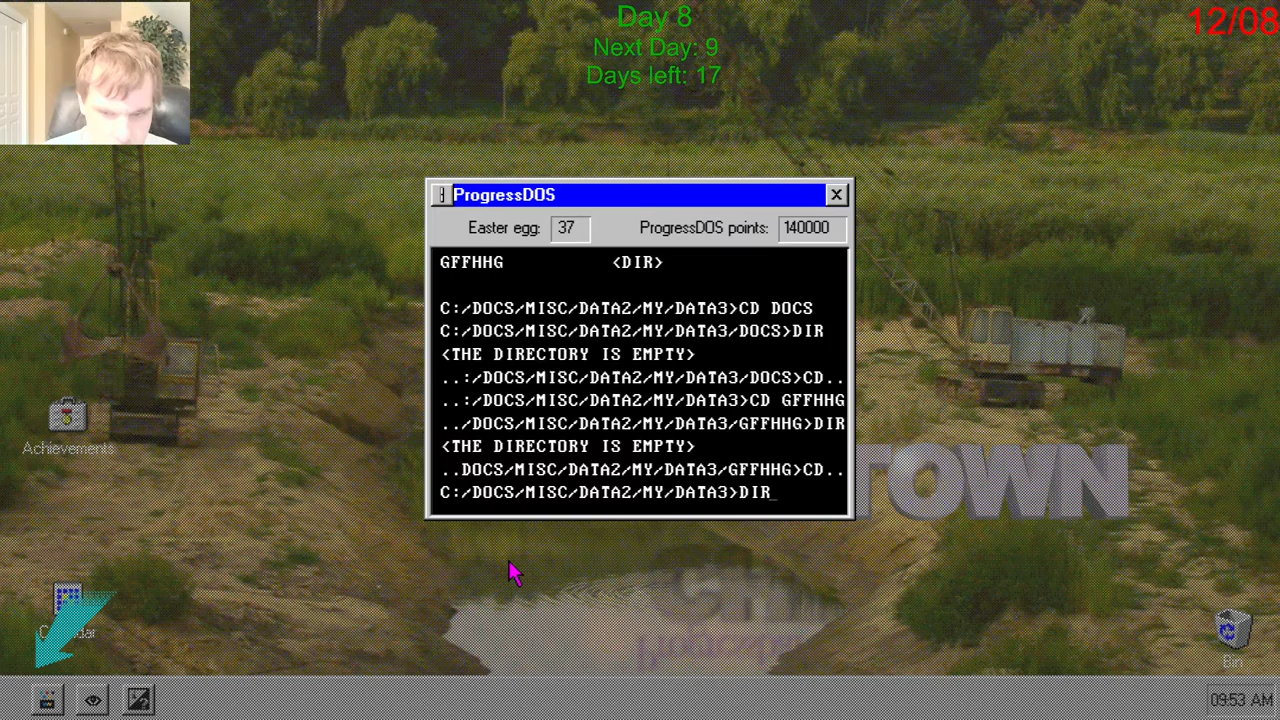 Day 8
Next Day: 9
Days left: 17
12/08
ProgressDOS
Easter egg: 37 ProgressDOS points: 140000
GFFHHG <DIR>
C:/DOCS/MISC/DATA2/MY/DATA3>CD DOCS
C:/DOCS/MISC/DATA2/MY/DATA3/DOCS>DIR
<THE DIRECTORY IS EMPTY>
..:/DOCS/MISC/DATA2/MY/DATA3/DOCS>CD..
..:/DOCS/MISC/DATA2/MY/DATA3>CD GFFHHG
../DOCS/MISC/DATA2/MY/DATA3/GFFHHG>DIR
<THE DIRECTORY IS EMPTY>
..DOCS/MISC/DATA2/MY/DATA3/GFFHHG>CD..
C:/DOCS/MISC/DATA2/MY/DATA3>DIR_
Achievements
TOWN
Bin
09:53 AM